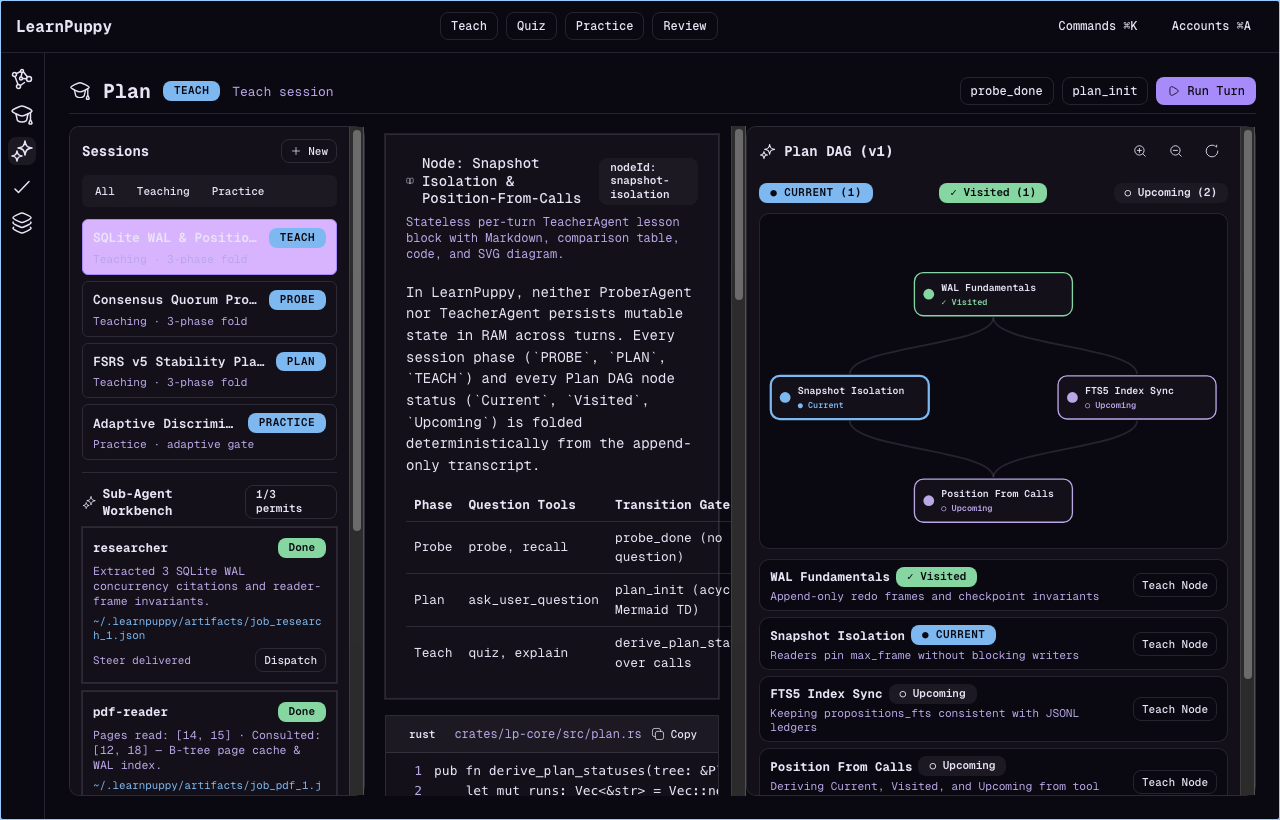 LearnPuppy
Teach
Quiz
Practice
Review
Commands ⌘K
Accounts ⌘A
Plan
TEACH
Teach session
probe_done
plan_init
Run Turn
Sessions
+ New
All
Teaching
Practice
SQLite WAL & Positio…
TEACH
Teaching · 3-phase fold
Consensus Quorum Pro…
PROBE
Teaching · 3-phase fold
FSRS v5 Stability Pla…
PLAN
Teaching · 3-phase fold
Adaptive Discrimi…
PRACTICE
Practice · adaptive gate
Sub-Agent
Workbench
1/3
permits
researcher
Done
Extracted 3 SQLite WAL
concurrency citations and reader-
frame invariants.
~/.learnpuppy/artifacts/job_researc
h_1.json
Steer delivered
Dispatch
pdf-reader
Done
Pages read: [14, 15] · Consulted:
[12, 18] — B-tree page cache &
WAL index.
~/.learnpuppy/artifacts/job_pdf_1.j
Node: Snapshot
Isolation &
Position-From-Calls
nodeId:
snapshot-
isolation
Stateless per-turn TeacherAgent lesson
block with Markdown, comparison table,
code, and SVG diagram.
In LearnPuppy, neither ProberAgent
nor TeacherAgent persists mutable
state in RAM across turns. Every
session phase (`PROBE`, `PLAN`,
`TEACH`) and every Plan DAG node
status (`Current`, `Visited`,
`Upcoming`) is folded
deterministically from the append-
only transcript.
Phase Question Tools Transition Gate
Probe probe, recall probe_done (no
question)
Plan ask_user_question plan_init (acyc
Mermaid TD)
Teach quiz, explain derive_plan_sta
over calls
rust
crates/lp-core/src/plan.rs
Copy
1 pub fn derive_plan_statuses(tree: &Pl
2 let mut runs: Vec<&str> = Vec::ne
Plan DAG (v1)
● CURRENT (1)
✓ Visited (1)
○ Upcoming (2)
WAL Fundamentals
✓ Visited
Snapshot Isolation
● Current
FTS5 Index Sync
○ Upcoming
Position From Calls
○ Upcoming
WAL Fundamentals
✓ Visited
Append-only redo frames and checkpoint invariants
Teach Node
Snapshot Isolation
● CURRENT
Readers pin max_frame without blocking writers
Teach Node
FTS5 Index Sync
○ Upcoming
Keeping propositions_fts consistent with JSONL
ledgers
Teach Node
Position From Calls
○ Upcoming
Deriving Current, Visited, and Upcoming from tool
Teach Node